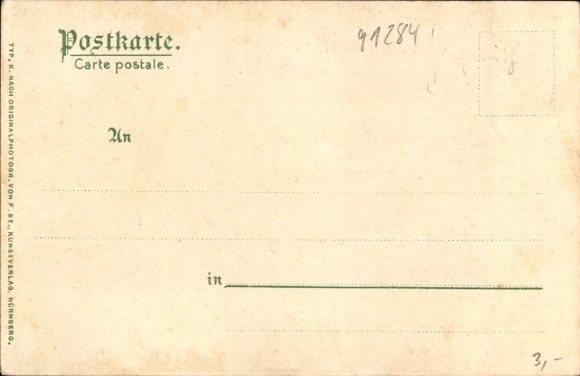 Postkarte.
Carte postale.
91284
An
in
3,-
TYP. K. NACH ORIGINALPHOTOGR. VON F. ST., KUNSTVERLAG, NÜRNBERG.